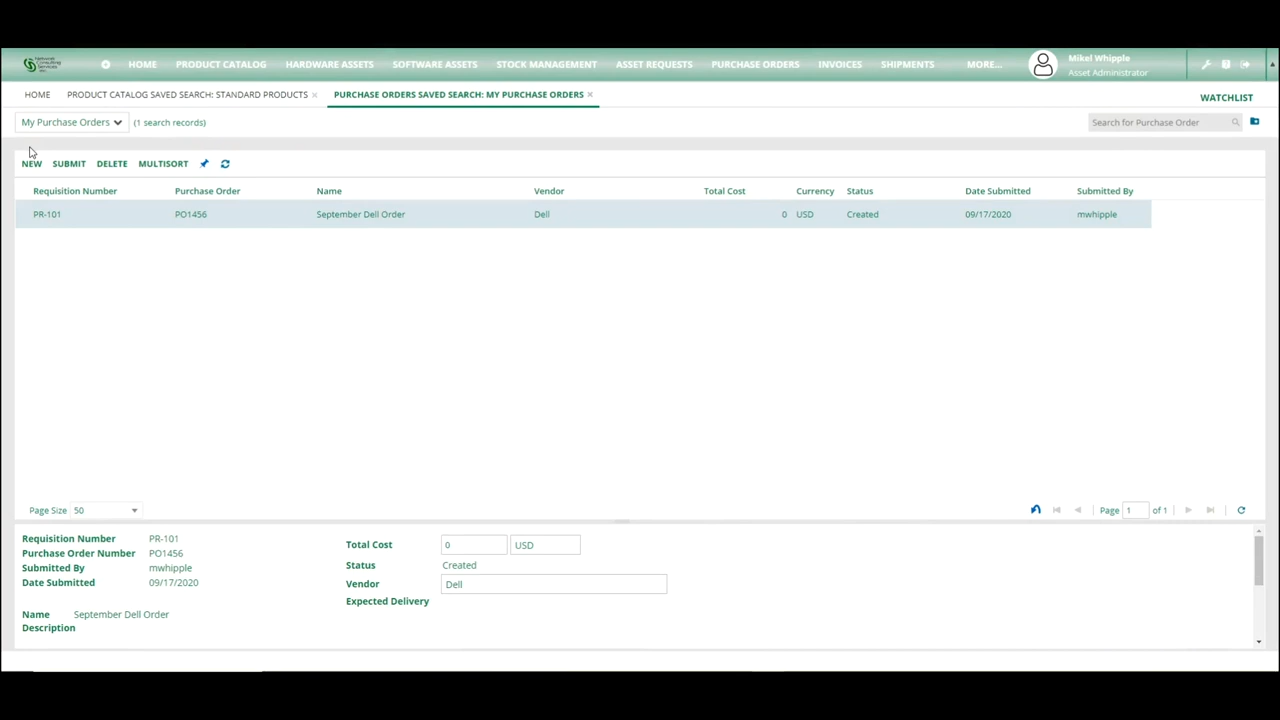 Network Consulting Services Inc.
HOME PRODUCT CATALOG HARDWARE ASSETS SOFTWARE ASSETS STOCK MANAGEMENT ASSET REQUESTS PURCHASE ORDERS INVOICES SHIPMENTS MORE...
Mikel Whipple
Asset Administrator
HOME PRODUCT CATALOG SAVED SEARCH: STANDARD PRODUCTS PURCHASE ORDERS SAVED SEARCH: MY PURCHASE ORDERS WATCHLIST
My Purchase Orders (1 search records) Search for Purchase Order
NEW SUBMIT DELETE MULTISORT
Requisition Number Purchase Order Name Vendor Total Cost Currency Status Date Submitted Submitted By
PR-101 PO1456 September Dell Order Dell 0 USD Created 09/17/2020 mwhipple
Page Size 50 Page 1 of 1
Requisition Number PR-101
Purchase Order Number PO1456
Submitted By mwhipple
Date Submitted 09/17/2020
Name September Dell Order
Description
Total Cost 0 USD
Status Created
Vendor Dell
Expected Delivery